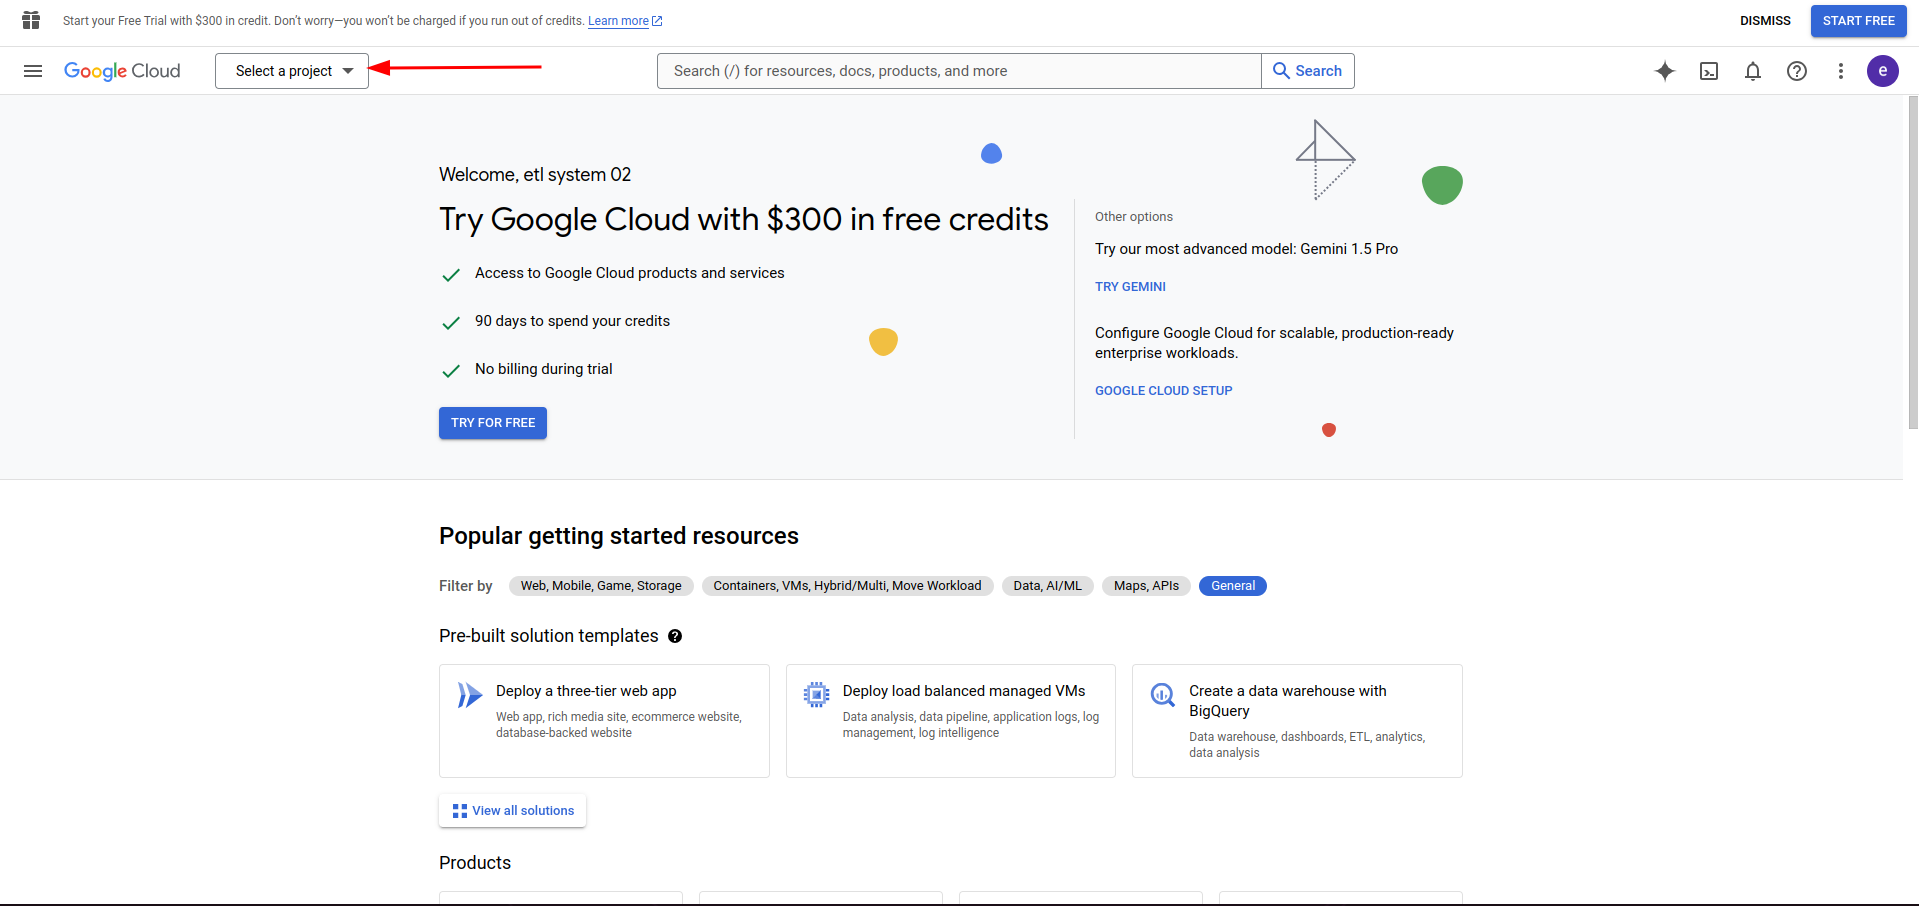 Start your Free Trial with $300 in credit. Don't worry—you won't be charged if you run out of credits. Learn more
DISMISS
START FREE
Google Cloud
Select a project
Search (/) for resources, docs, products, and more
Search
e
Welcome, etl system 02
Try Google Cloud with $300 in free credits
Access to Google Cloud products and services
90 days to spend your credits
No billing during trial
TRY FOR FREE
Other options
Try our most advanced model: Gemini 1.5 Pro
TRY GEMINI
Configure Google Cloud for scalable, production-ready
enterprise workloads.
GOOGLE CLOUD SETUP
Popular getting started resources
Filter by
Web, Mobile, Game, Storage
Containers, VMs, Hybrid/Multi, Move Workload
Data, AI/ML
Maps, APIs
General
Pre-built solution templates
Deploy a three-tier web app
Web app, rich media site, ecommerce website,
database-backed website
Deploy load balanced managed VMs
Data analysis, data pipeline, application logs, log
management, log intelligence
Create a data warehouse with
BigQuery
Data warehouse, dashboards, ETL, analytics,
data analysis
View all solutions
Products